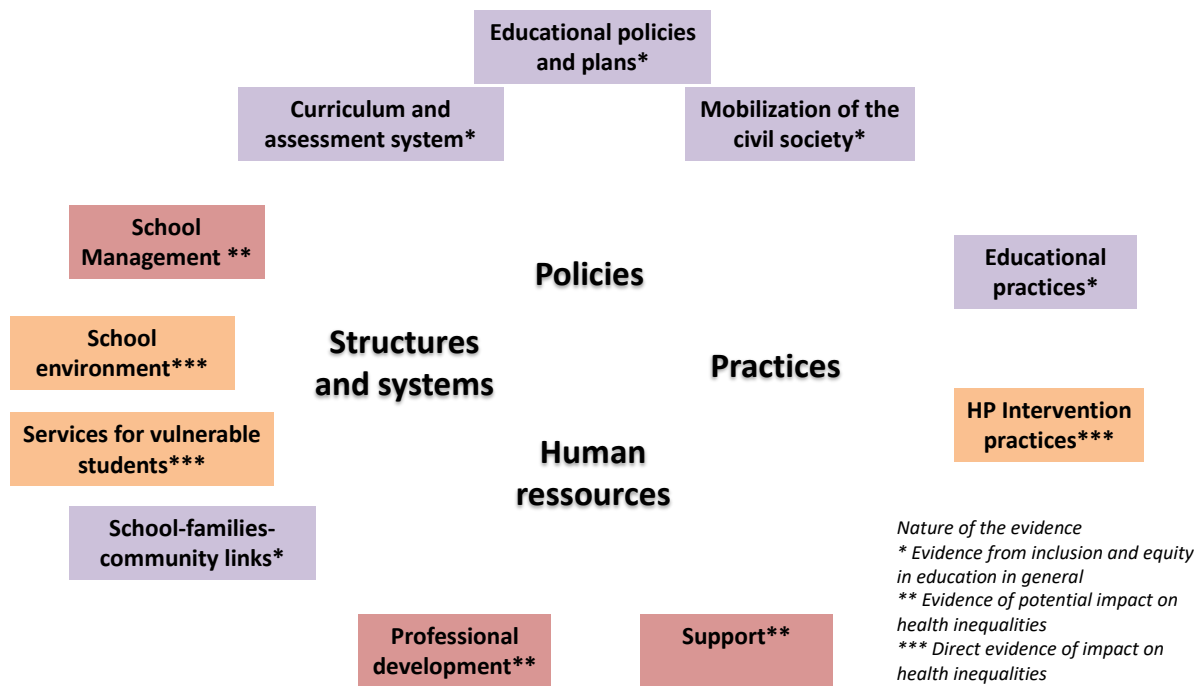 Educational policies
and plans*
Curriculum and
assessment system*
Mobilization of the
civil society*
School
Management **
Policies
Educational
practices*
School
environment***
Structures
and systems
Practices
Services for vulnerable
students***
HP Intervention
practices***
Human
ressources
School-families-
community links*
Professional
development**
Support**
Nature of the evidence
* Evidence from inclusion and equity
in education in general
** Evidence of potential impact on
health inequalities
*** Direct evidence of impact on
health inequalities